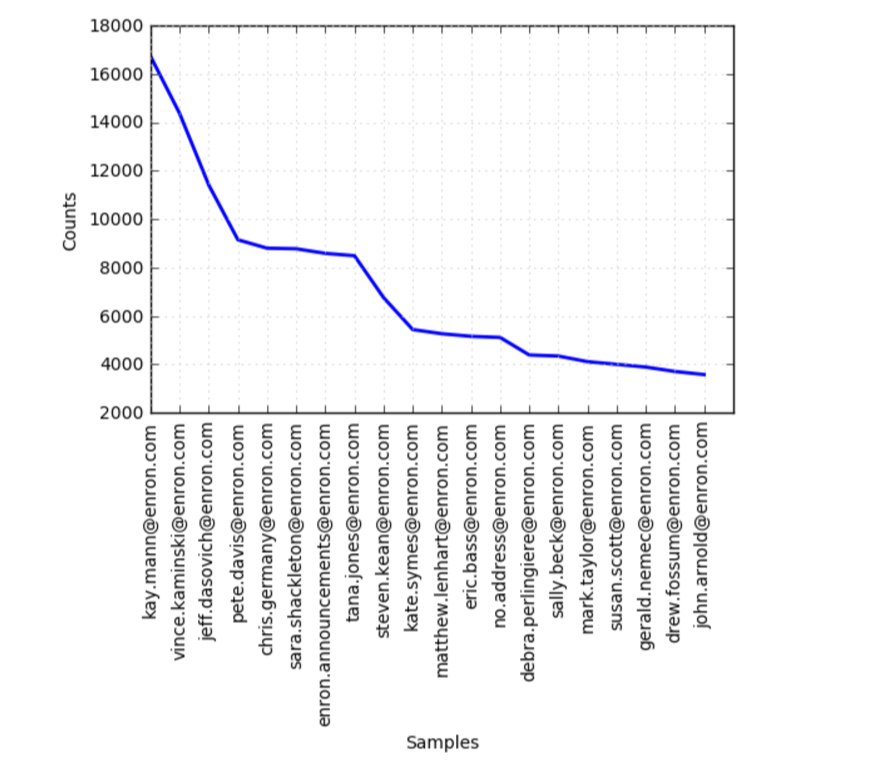 18000
16000
14000
12000
10000
8000
6000
4000
2000
Counts
kay.mann@enron.com
vince.kaminski@enron.com
jeff.dasovich@enron.com
pete.davis@enron.com
chris.germany@enron.com
sara.shackleton@enron.com
enron.announcements@enron.com
tana.jones@enron.com
steven.kean@enron.com
kate.symes@enron.com
matthew.lenhart@enron.com
eric.bass@enron.com
no.address@enron.com
debra.perlingiere@enron.com
sally.beck@enron.com
mark.taylor@enron.com
susan.scott@enron.com
gerald.nemec@enron.com
drew.fossum@enron.com
john.arnold@enron.com
Samples